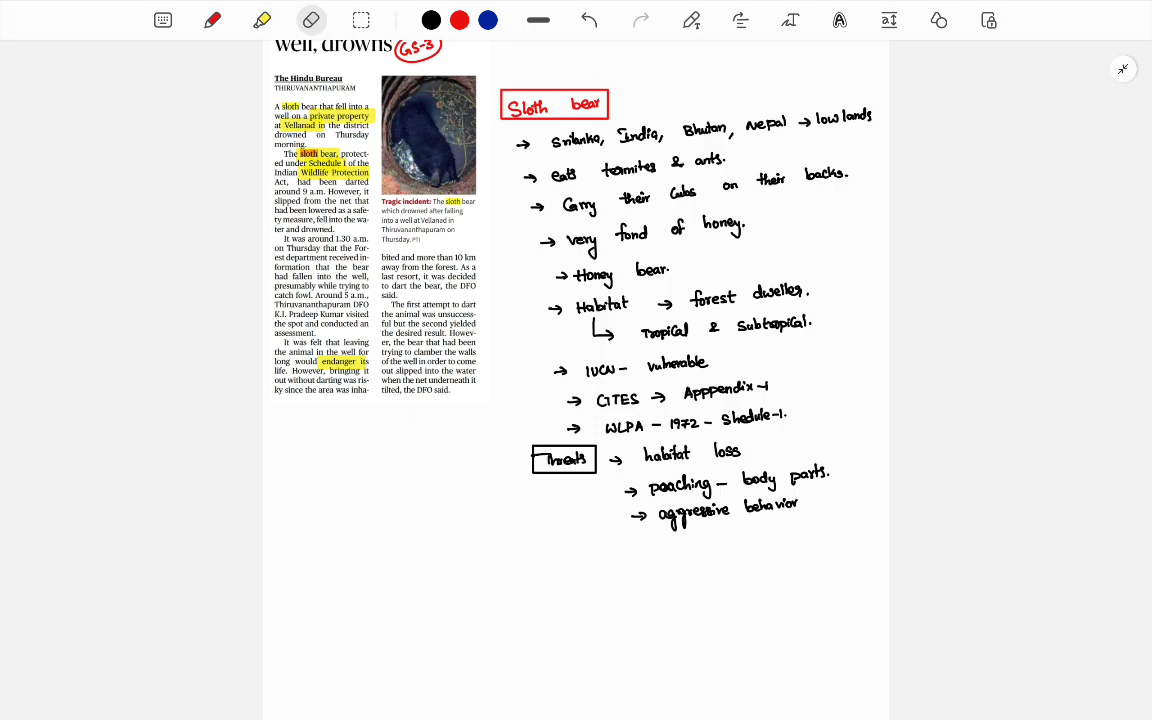 well, drowns
GS-3
The Hindu Bureau
THIRUVANANTHAPURAM
A sloth bear that fell into a
well on a private property
at Vellanad in the district
drowned on Thursday
morning.
The sloth bear, protect-
ed under Schedule I of the
Indian Wildlife Protection
Act, had been darted
around 9 a.m. However, it
slipped from the net that
had been lowered as a safe-
ty measure, fell into the wa-
ter and drowned.
It was around 1.30 a.m.
on Thursday that the For-
est department received in-
formation that the bear
had fallen into the well,
presumably while trying to
catch fowl. Around 5 a.m.,
Thiruvananthapuram DFO
K.I. Pradeep Kumar visited
the spot and conducted an
assessment.
It was felt that leaving
the animal in the well for
long would endanger its
life. However, bringing it
out without darting was ris-
ky since the area was inha-
Tragic incident: The sloth bear
which drowned after falling
into a well at Vellanad in
Thiruvananthapuram on
Thursday. PTI
bited and more than 10 km
away from the forest. As a
last resort, it was decided
to dart the bear, the DFO
said.
The first attempt to dart
the animal was unsuccess-
ful but the second yielded
the desired result. Howev-
er, the bear that had been
trying to clamber the walls
of the well in order to come
out slipped into the water
when the net underneath it
tilted, the DFO said.
Sloth bear
→ Srilanka, India, Bhutan, Nepal → low lands
→ eats termites & ants.
→ Carry their Cubs on their backs.
→ very fond of honey.
→ Honey bear.
→ Habitat → forest dweller.
↳ Tropical & Subtropical.
→ IUCN - vulnerable
→ CITES → Apppendix-1
→ WLPA - 1972 - Shedule-1.
Threats → habitat loss
→ poaching - body parts.
→ aggressive behavior